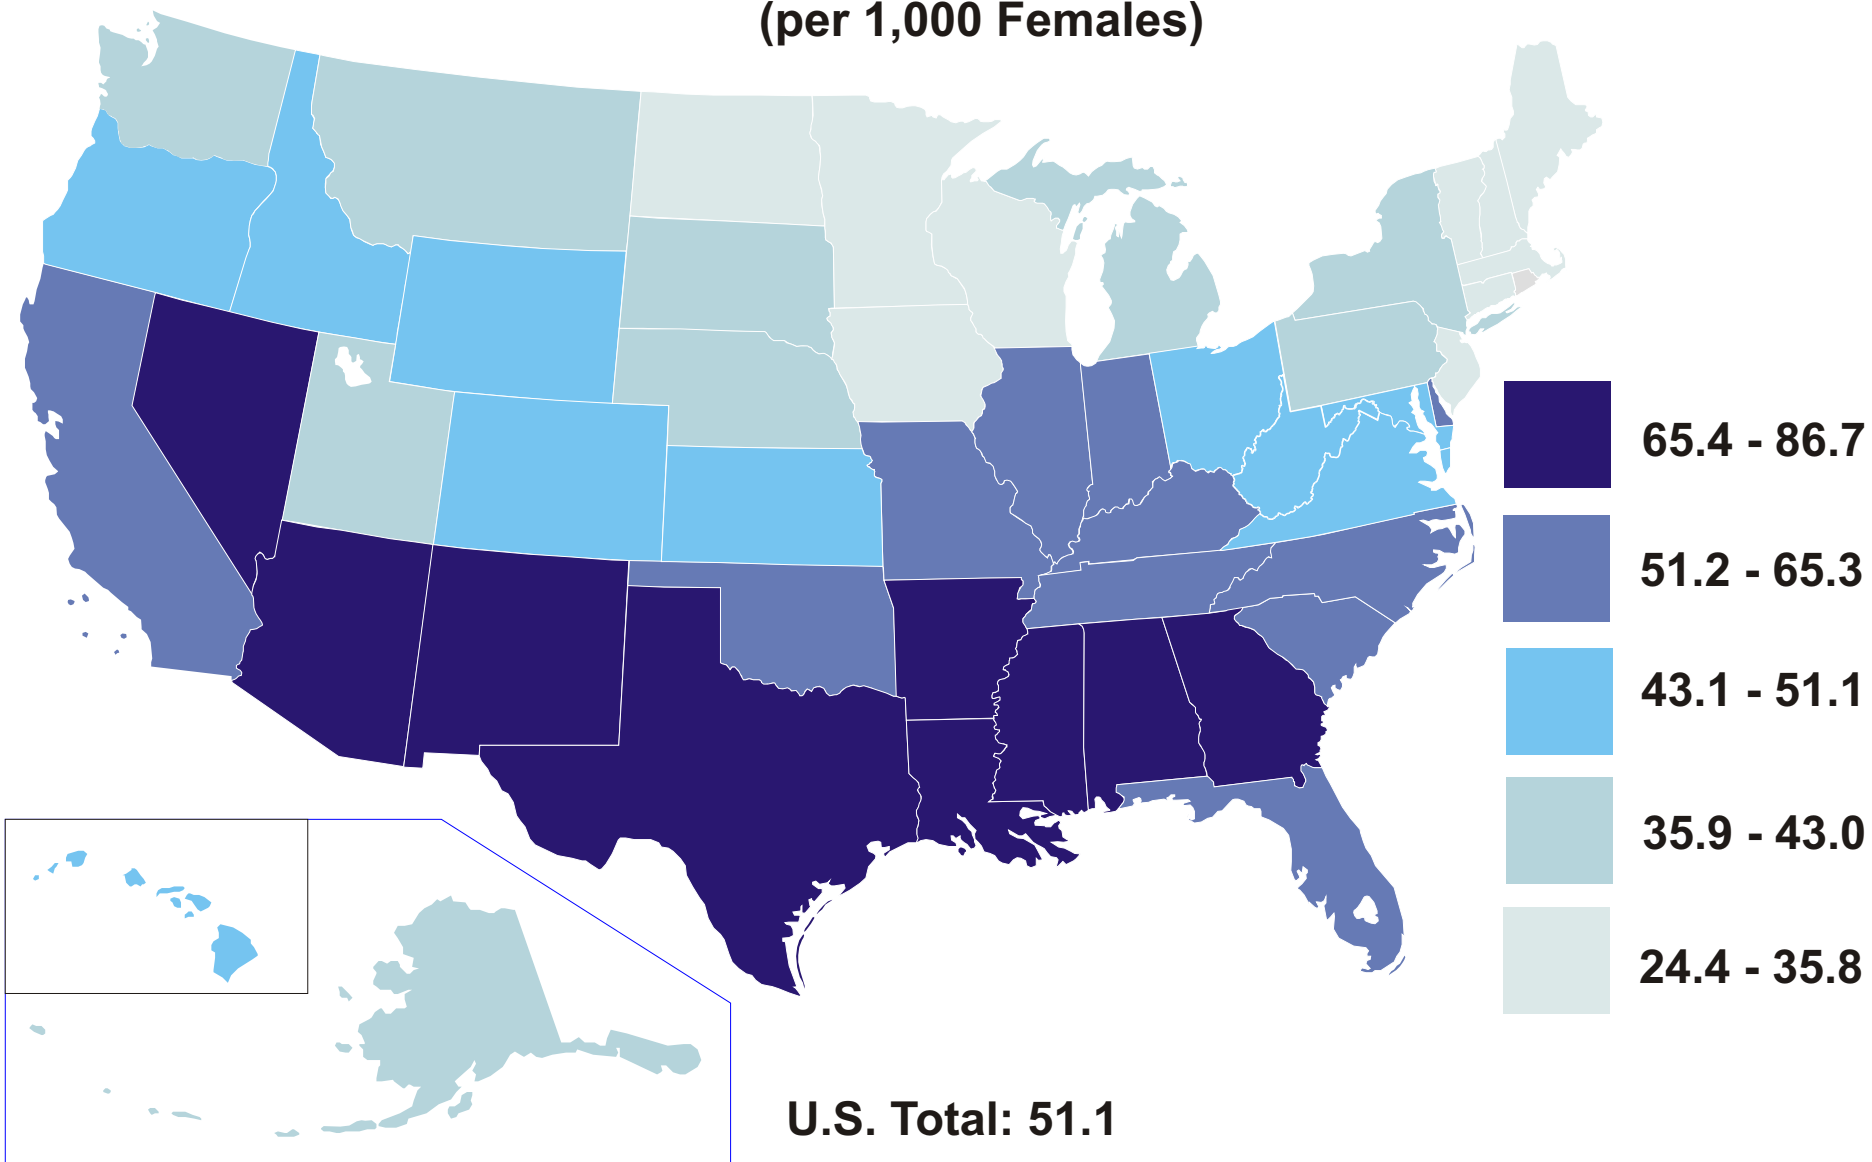 (per 1,000 Females)
65.4 - 86.7
51.2 - 65.3
43.1 - 51.1
35.9 - 43.0
24.4 - 35.8
U.S. Total: 51.1